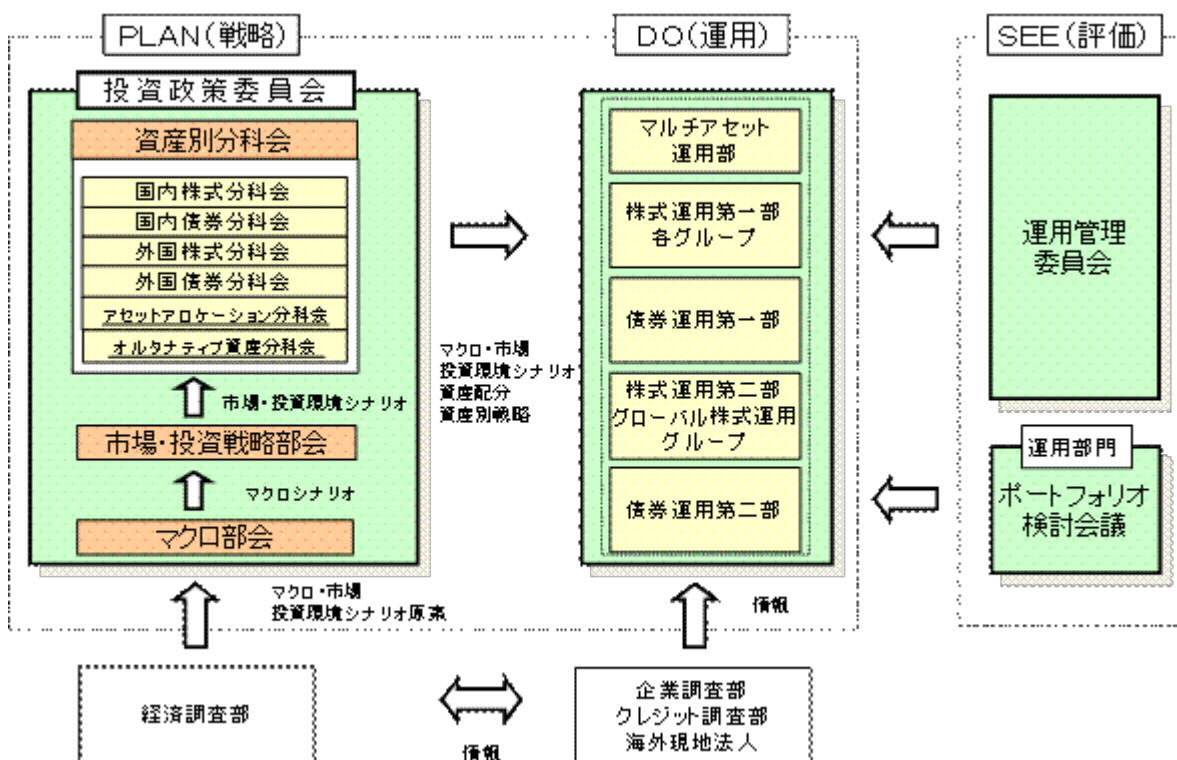 PLAN(戦略)
投資政策委員会
資産別分科会
国内株式分科会
国内債券分科会
外国株式分科会
外国債券分科会
アセットアロケーション分科会
オルタナティブ資産分科会
市場・投資環境シナリオ
市場・投資戦略部会
マクロシナリオ
マクロ部会
マクロ・市場
投資環境シナリオ原案
経済調査部
マクロ・市場
投資環境シナリオ
資産配分
資産別戦略
DO(運用)
マルチアセット
運用部
株式運用第一部
各グループ
債券運用第一部
株式運用第二部
グローバル株式運用
グループ
債券運用第二部
情報
情報
企業調査部
クレジット調査部
海外現地法人
SEE(評価)
運用管理
委員会
運用部門
ポートフォリオ
検討会議